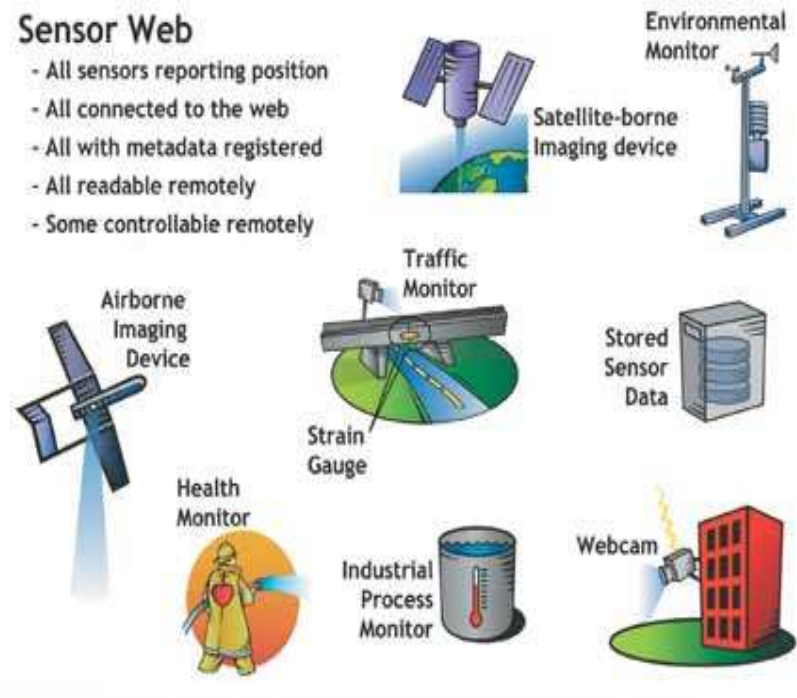 Sensor Web
- All sensors reporting position
- All connected to the web
- All with metadata registered
- All readable remotely
- Some controllable remotely
Satellite-borne
Imaging device
Environmental
Monitor
Airborne
Imaging
Device
Traffic
Monitor
Strain
Gauge
Stored
Sensor
Data
Health
Monitor
Industrial
Process
Monitor
Webcam